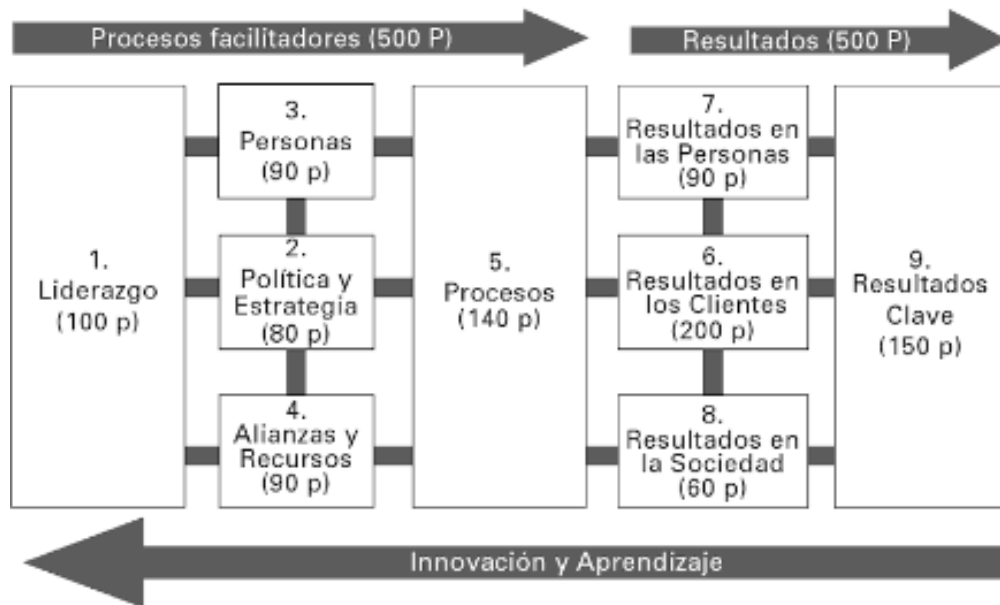 Procesos facilitadores (500 P)
Resultados (500 P)
1.
Liderazgo
(100 p)
3.
Personas
(90 p)
2.
Política y
Estrategia
(80 p)
4.
Alianzas y
Recursos
(90 p)
5.
Procesos
(140 p)
7.
Resultados en
las Personas
(90 p)
6.
Resultados en
los Clientes
(200 p)
8.
Resultados en
la Sociedad
(60 p)
9.
Resultados
Clave
(150 p)
Innovación y Aprendizaje